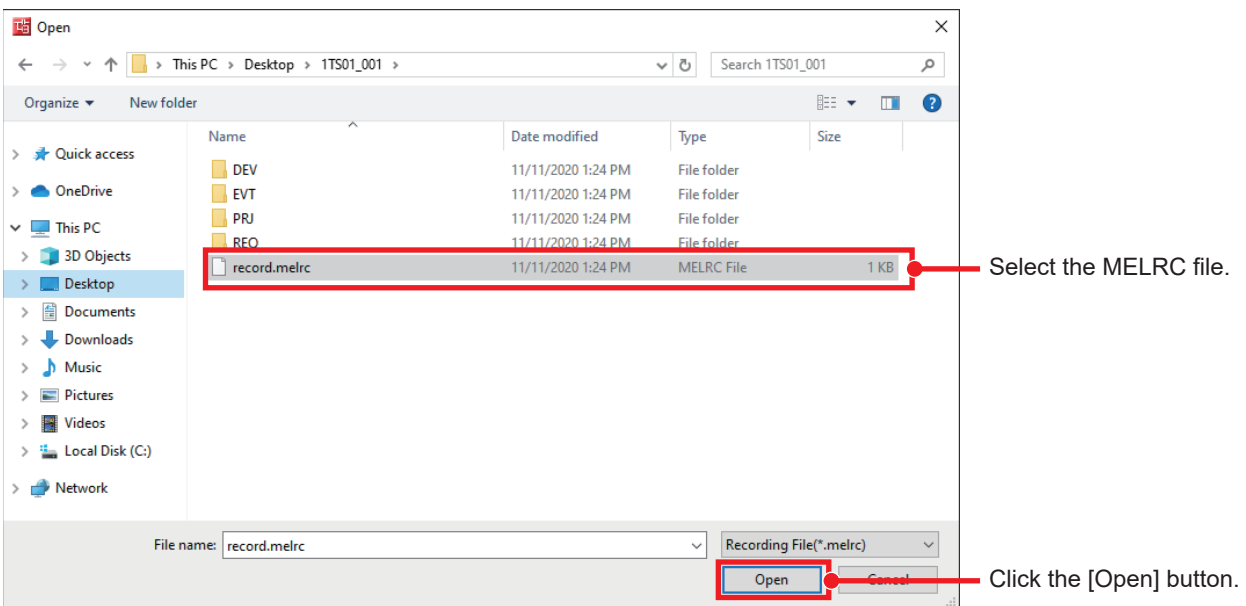 Open
This PC > Desktop > 1TS01_001 >
Search 1TS01_001
Organize
New folder
Name Date modified Type Size
Quick access
OneDrive
This PC
3D Objects
Desktop
Documents
Downloads
Music
Pictures
Videos
Local Disk (C:)
Network
DEV 11/11/2020 1:24 PM File folder
EVT 11/11/2020 1:24 PM File folder
PRJ 11/11/2020 1:24 PM File folder
REQ 11/11/2020 1:24 PM File folder
record.melrc 11/11/2020 1:24 PM MELRC File 1 KB
Select the MELRC file.
File name: record.melrc Recording File(*.melrc)
Open Cancel
Click the [Open] button.